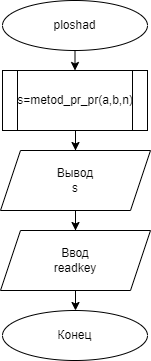 ploshad
s=metod_pr_pr(a,b,n)
Вывод
s
Ввод
readkey
Конец